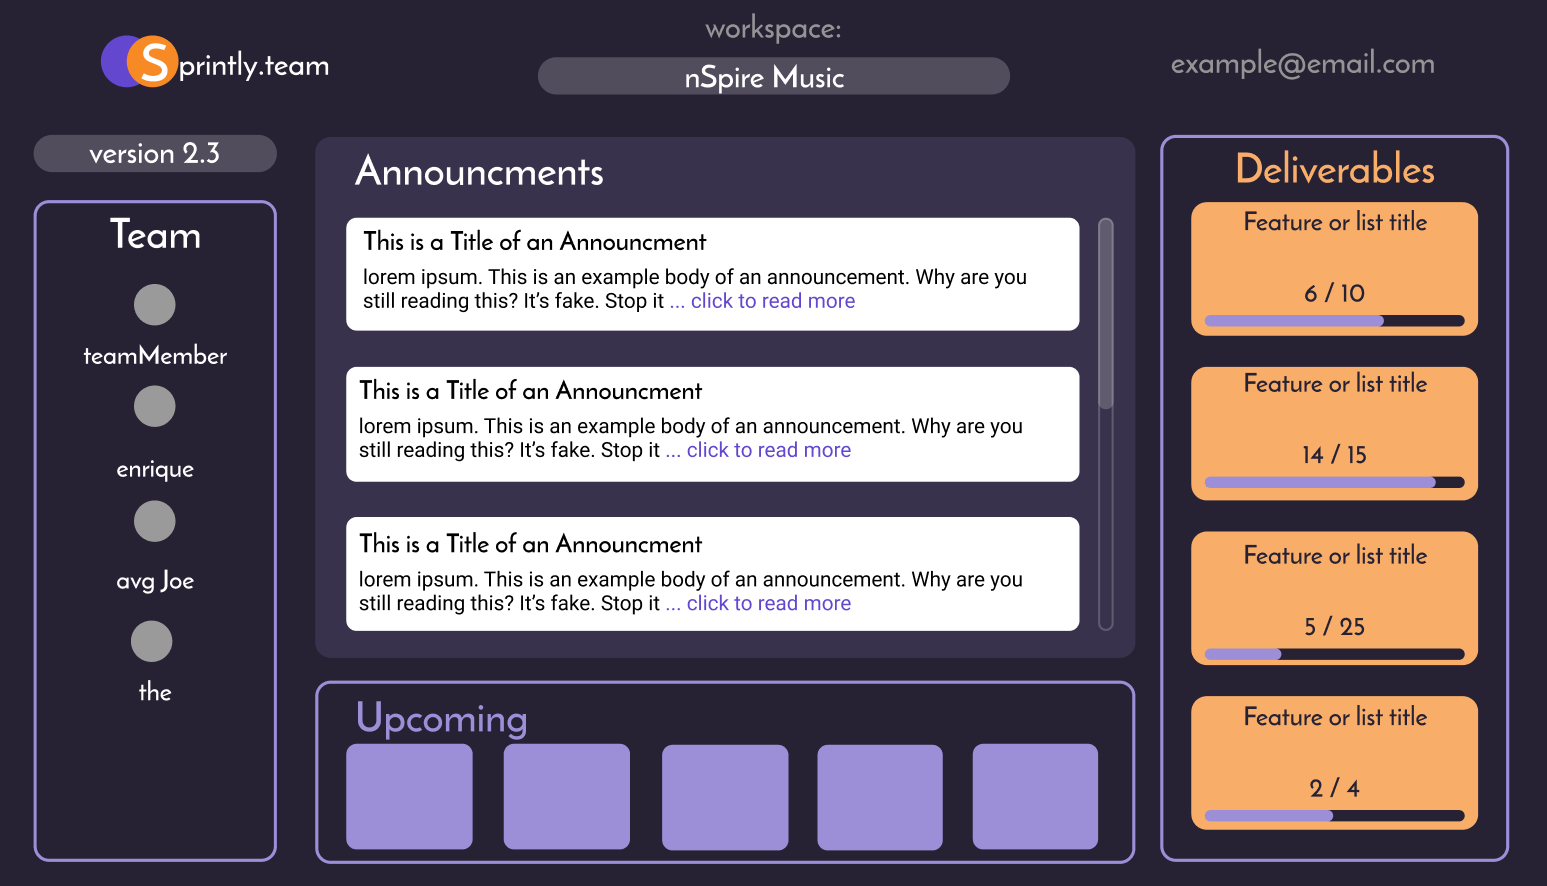 Sprintly.team
workspace:
nSpire Music
example@email.com
version 2.3
Team
teamMember
enrique
avg Joe
the
Announcments
This is a Title of an Announcment
lorem ipsum. This is an example body of an announcement. Why are you
still reading this? It’s fake. Stop it ... click to read more
This is a Title of an Announcment
lorem ipsum. This is an example body of an announcement. Why are you
still reading this? It’s fake. Stop it ... click to read more
This is a Title of an Announcment
lorem ipsum. This is an example body of an announcement. Why are you
still reading this? It’s fake. Stop it ... click to read more
Upcoming
Deliverables
Feature or list title
6 / 10
Feature or list title
14 / 15
Feature or list title
5 / 25
Feature or list title
2 / 4